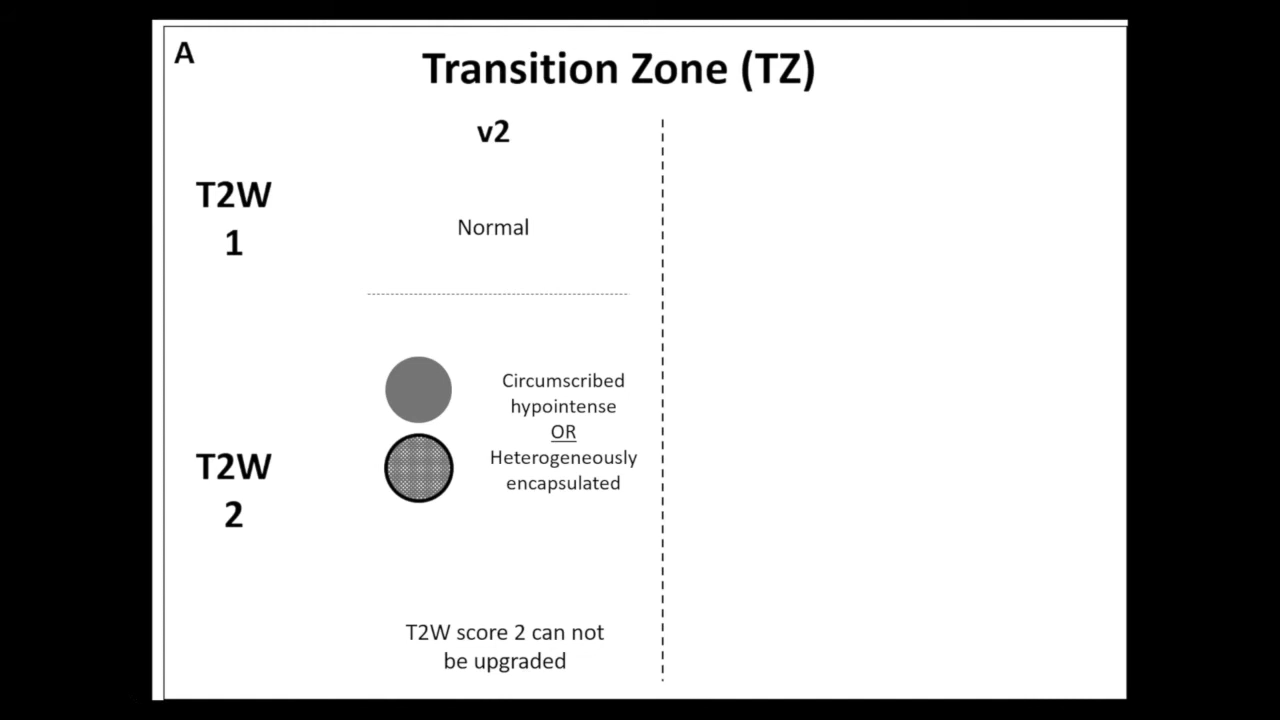 A
Transition Zone (TZ)
v2
T2W
1
Normal
Circumscribed
hypointense
OR
Heterogeneously
encapsulated
T2W
2
T2W score 2 can not
be upgraded